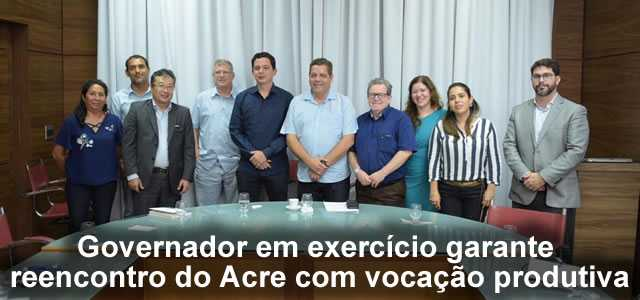 Governador em exercício garante
reencontro do Acre com vocação produtiva